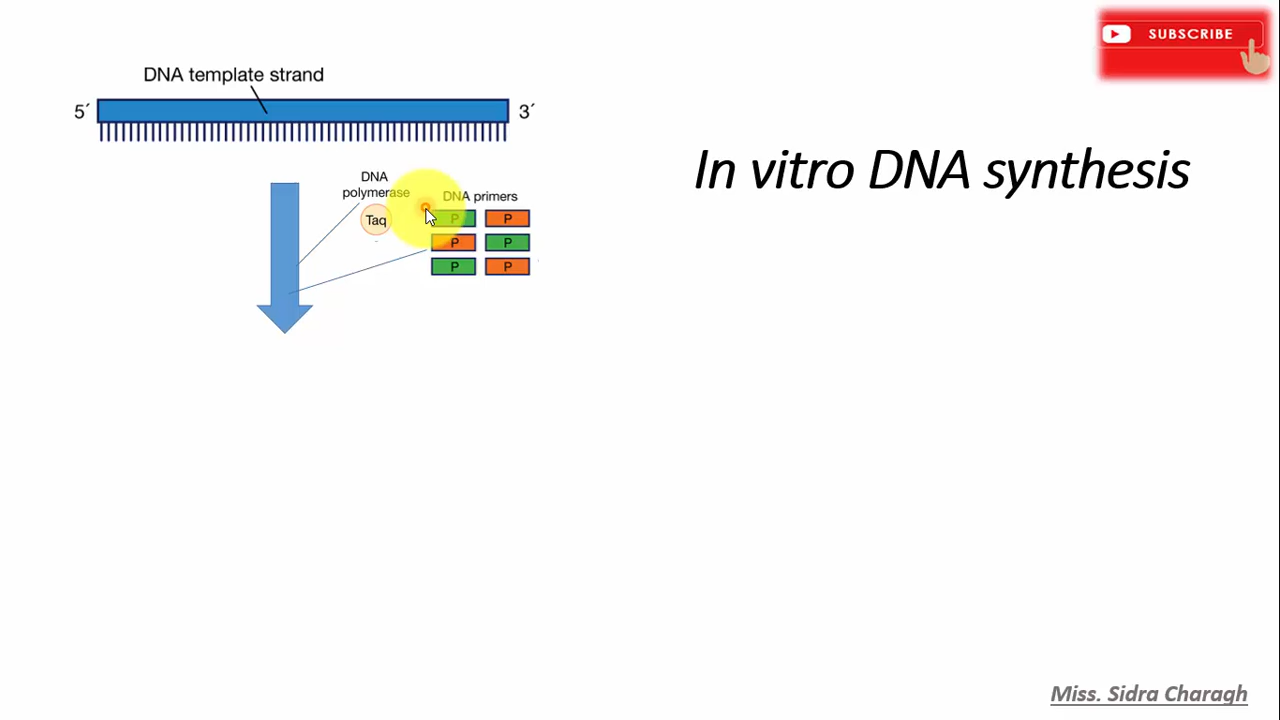 SUBSCRIBE
DNA template strand
5´ 3´
In vitro DNA synthesis
DNA
polymerase
DNA primers
Taq
P P
P P
P P
Miss. Sidra Charagh